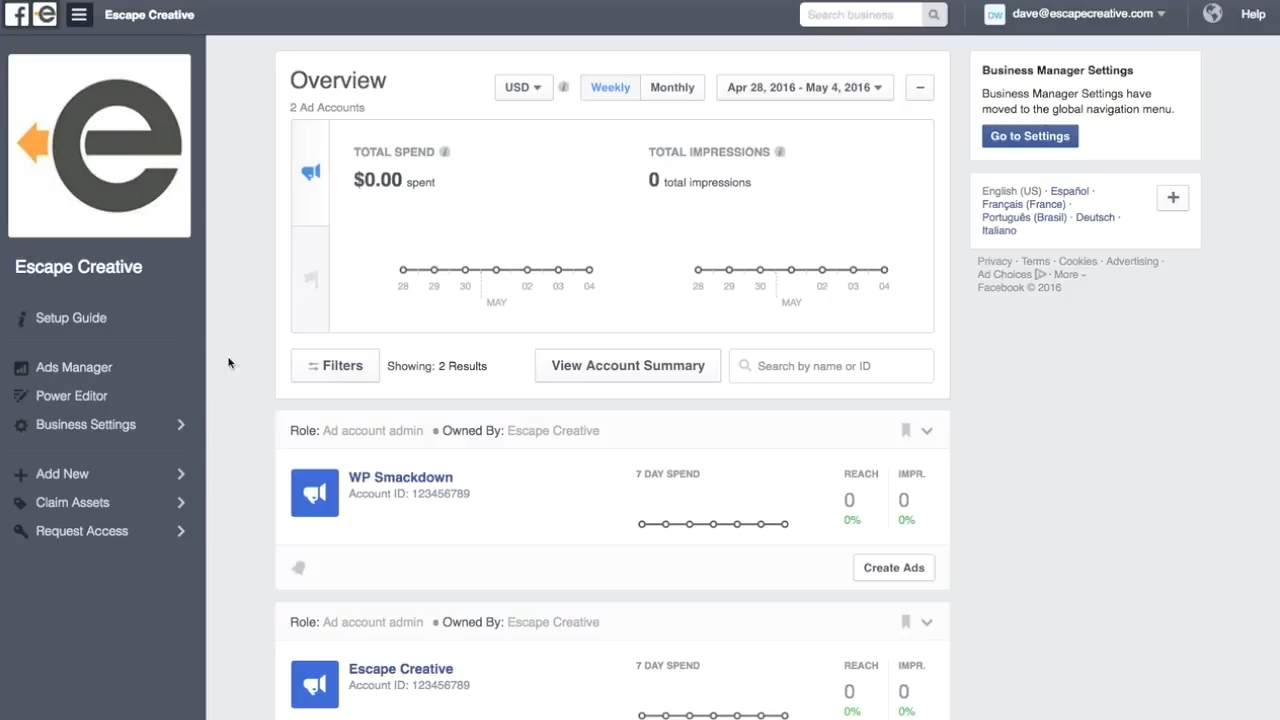 Escape Creative
Search business
DW dave@escapecreative.com
Help
Escape Creative
Setup Guide
Ads Manager
Power Editor
Business Settings
Add New
Claim Assets
Request Access
Overview
2 Ad Accounts
USD
Weekly
Monthly
Apr 28, 2016 - May 4, 2016
TOTAL SPEND
$0.00 spent
28 29 30 02 03 04
MAY
TOTAL IMPRESSIONS
0 total impressions
28 29 30 02 03 04
MAY
Filters
Showing: 2 Results
View Account Summary
Search by name or ID
Role: Ad account admin • Owned By: Escape Creative
WP Smackdown
Account ID: 123456789
7 DAY SPEND
REACH
0
0%
IMPR.
0
0%
Create Ads
Role: Ad account admin • Owned By: Escape Creative
Escape Creative
Account ID: 123456789
7 DAY SPEND
REACH
0
0%
IMPR.
0
0%
Business Manager Settings
Business Manager Settings have
moved to the global navigation menu.
Go to Settings
English (US) · Español ·
Français (France) ·
Português (Brasil) · Deutsch ·
Italiano
Privacy · Terms · Cookies · Advertising ·
Ad Choices · More
Facebook © 2016